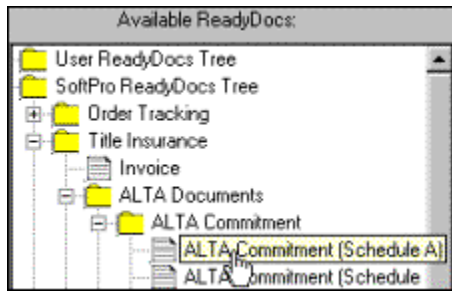 Available ReadyDocs:
User ReadyDocs Tree
SoftPro ReadyDocs Tree
Order Tracking
Title Insurance
Invoice
ALTA Documents
ALTA Commitment
ALTA Commitment (Schedule A)
ALTA Commitment (Schedule